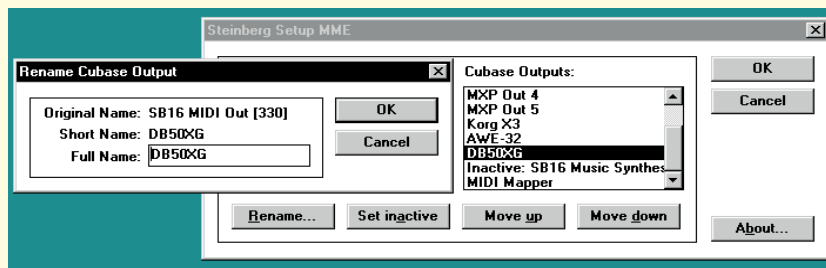 Steinberg Setup MME
Rename Cubase Output
Original Name: SB16 MIDI Out [330]
Short Name: DB50XG
Full Name: DB50XG
OK
Cancel
Cubase Outputs:
MXP Out 4
MXP Out 5
Korg X3
AWE-32
DB50XG
Inactive: SB16 Music Synthes
MIDI Mapper
OK
Cancel
Rename...
Set inactive
Move up
Move down
About...